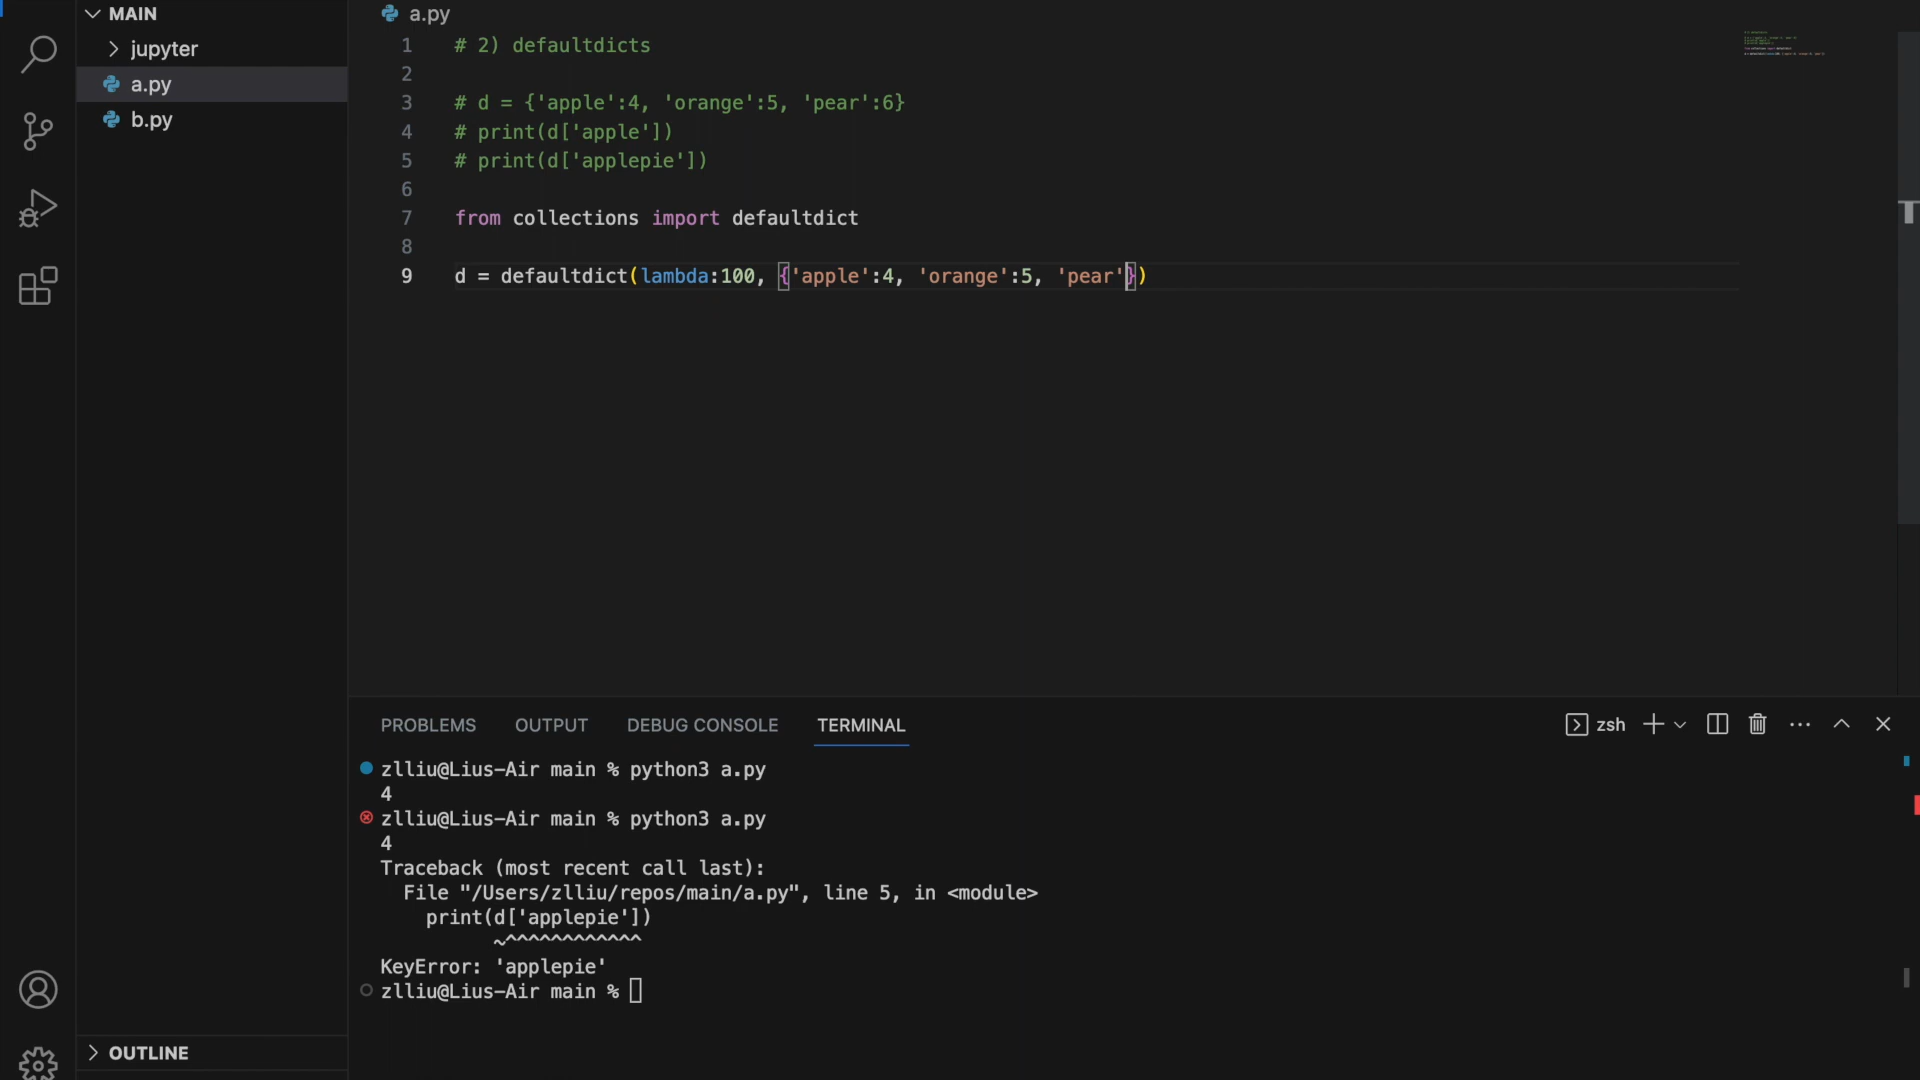 MAIN
jupyter
a.py
b.py
OUTLINE
a.py
1 # 2) defaultdicts
2
3 # d = {'apple':4, 'orange':5, 'pear':6}
4 # print(d['apple'])
5 # print(d['applepie'])
6
7 from collections import defaultdict
8
9 d = defaultdict(lambda:100, {'apple':4, 'orange':5, 'pear'})
PROBLEMS OUTPUT DEBUG CONSOLE TERMINAL
zsh
zlliu@Lius-Air main % python3 a.py
4
zlliu@Lius-Air main % python3 a.py
4
Traceback (most recent call last):
File "/Users/zlliu/repos/main/a.py", line 5, in <module>
print(d['applepie'])
~^^^^^^^^^^^^
KeyError: 'applepie'
zlliu@Lius-Air main %